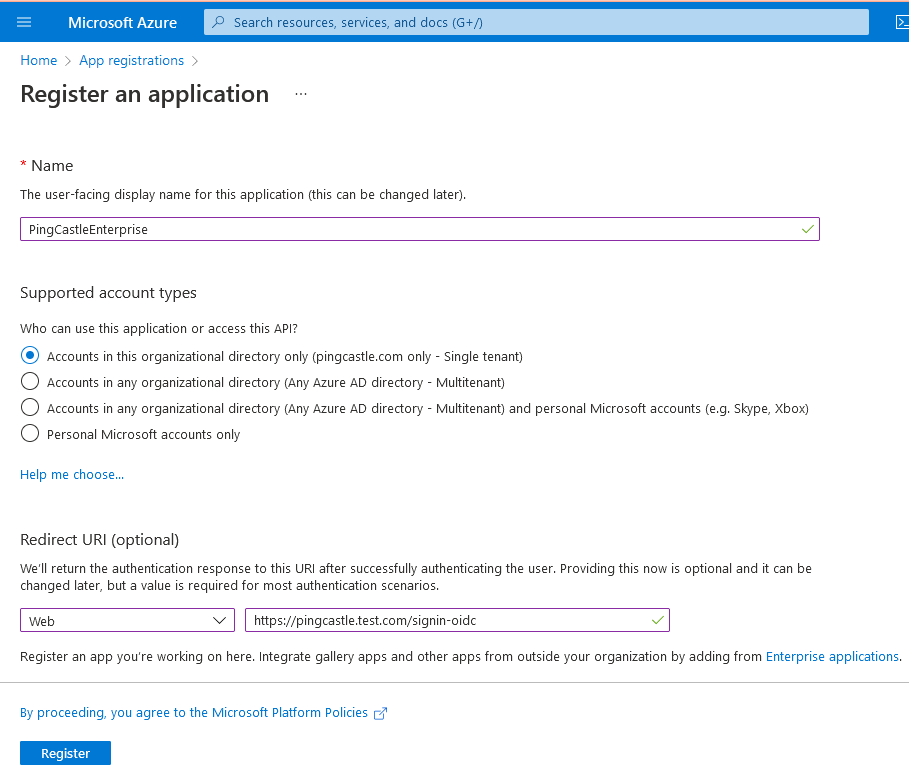 Microsoft Azure
Search resources, services, and docs (G+/)
Home
App registrations
Register an application
...
* Name
The user-facing display name for this application (this can be changed later).
PingCastleEnterprise
Supported account types
Who can use this application or access this API?
Accounts in this organizational directory only (pingcastle.com only - Single tenant)
Accounts in any organizational directory (Any Azure AD directory - Multitenant)
Accounts in any organizational directory (Any Azure AD directory - Multitenant) and personal Microsoft accounts (e.g. Skype, Xbox)
Personal Microsoft accounts only
Help me choose...
Redirect URI (optional)
We'll return the authentication response to this URI after successfully authenticating the user. Providing this now is optional and it can be
changed later, but a value is required for most authentication scenarios.
Web
https://pingcastle.test.com/signin-oidc
Register an app you're working on here. Integrate gallery apps and other apps from outside your organization by adding from Enterprise applications.
By proceeding, you agree to the Microsoft Platform Policies
Register